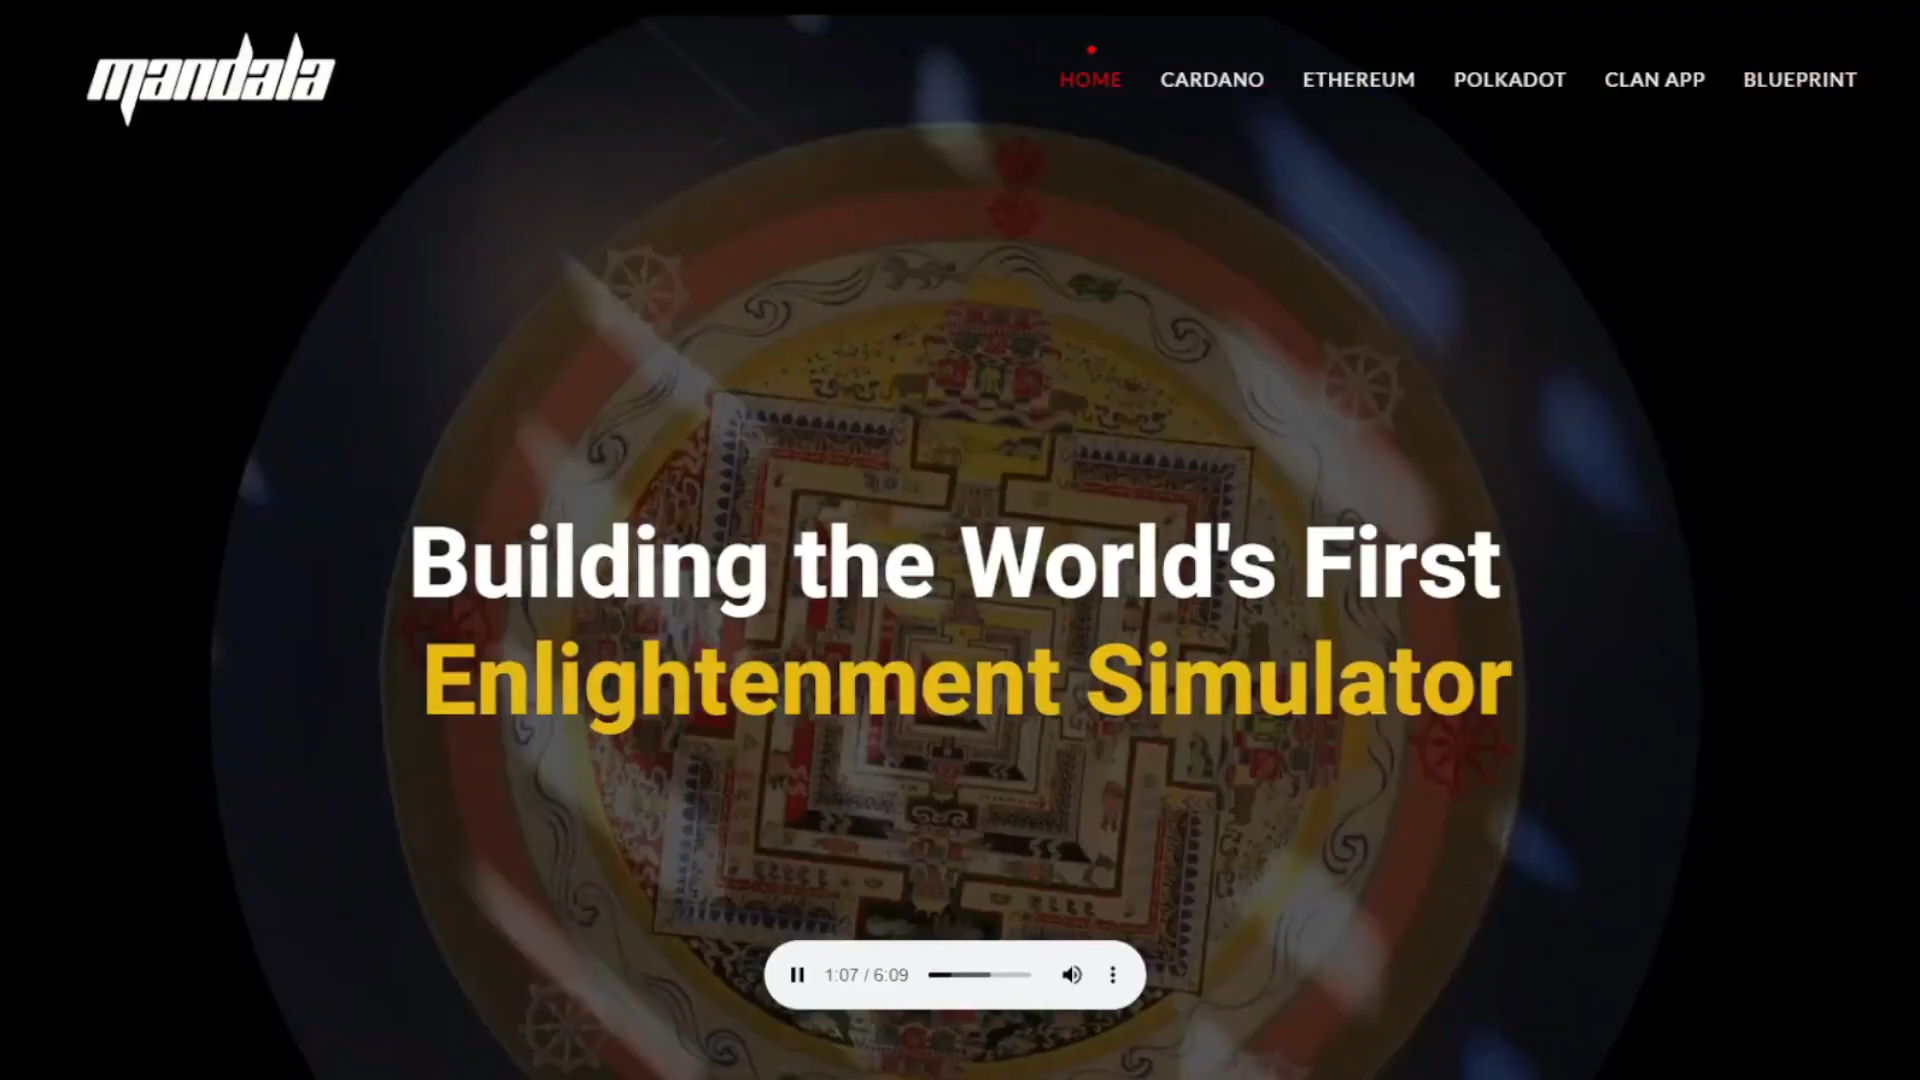 mandala
HOME CARDANO ETHEREUM POLKADOT CLAN APP BLUEPRINT
Building the World's First
Enlightenment Simulator
1:07 / 6:09